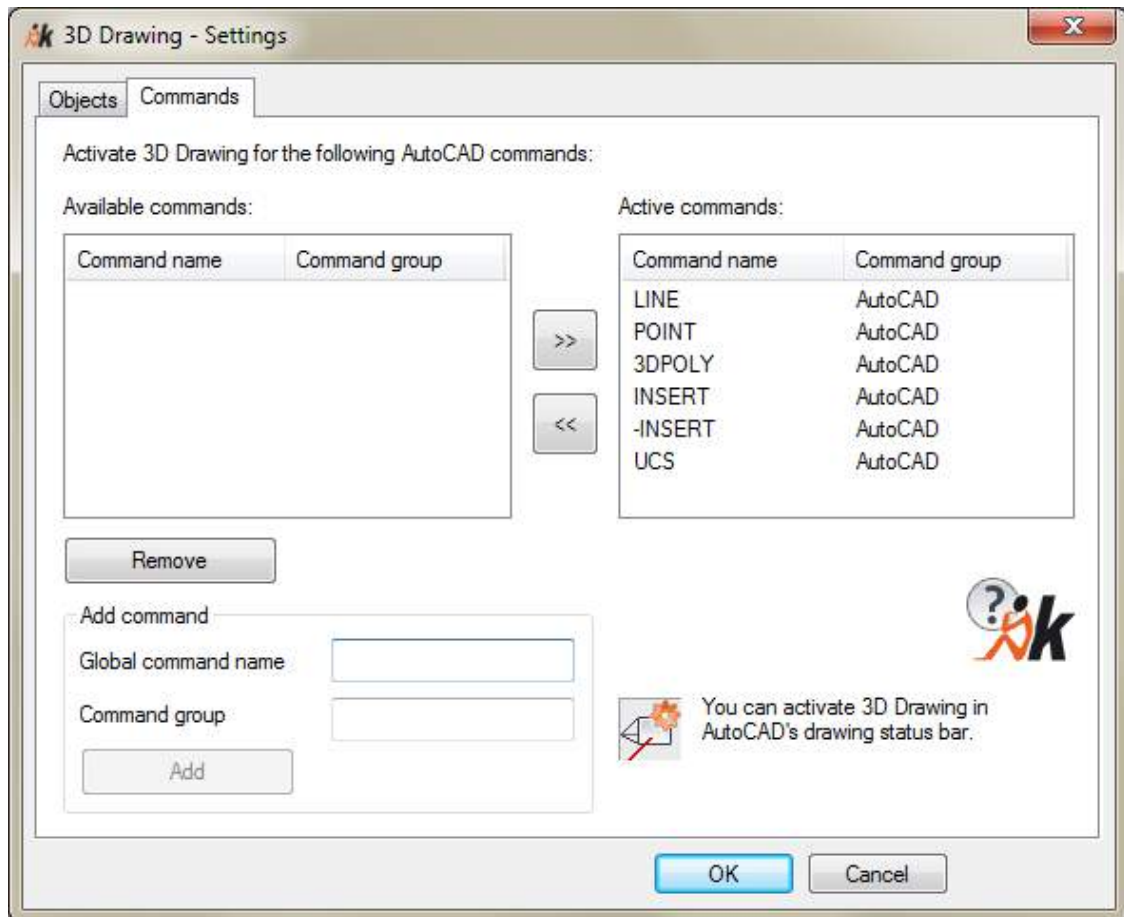 3D Drawing - Settings
Objects
Commands
Activate 3D Drawing for the following AutoCAD commands:
Available commands:
Command name Command group
>>
<<
Active commands:
Command name Command group
LINE AutoCAD
POINT AutoCAD
3DPOLY AutoCAD
INSERT AutoCAD
-INSERT AutoCAD
UCS AutoCAD
Remove
Add command
Global command name
Command group
Add
?
k
You can activate 3D Drawing in
AutoCAD's drawing status bar.
OK
Cancel